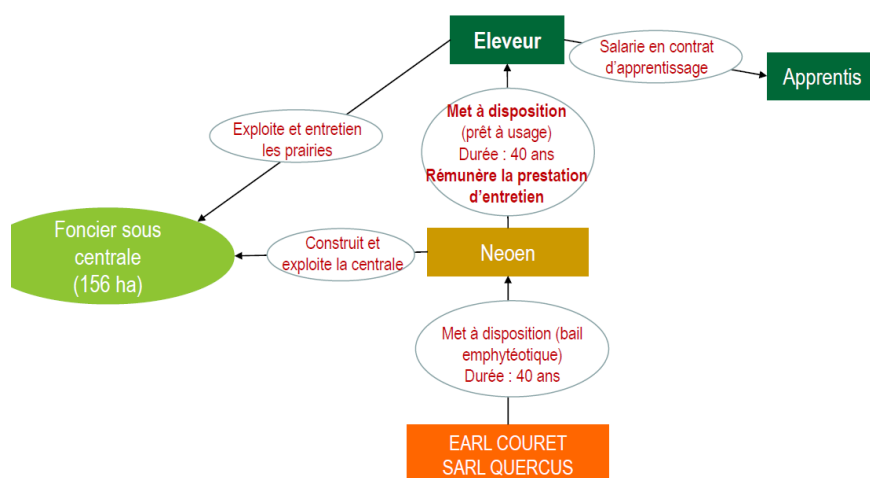 Eleveur
Salarie en contrat
d'apprentissage
Apprentis
Met à disposition
(prêt à usage)
Durée : 40 ans
Rémunère la prestation
d'entretien
Exploite et entretien
les prairies
Foncier sous
centrale
(156 ha)
Construit et
exploite la centrale
Neoen
Met à disposition (bail
emphytéotique)
Durée : 40 ans
EARL COURET
SARL QUERCUS